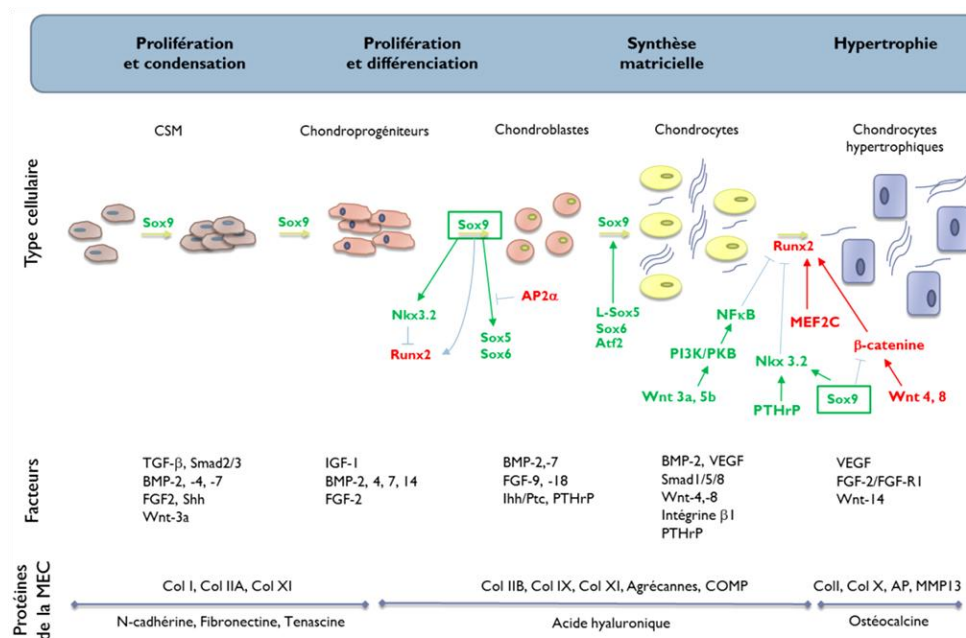 Prolifération
et condensation
Prolifération
et différenciation
Synthèse
matricielle
Hypertrophie
Type cellulaire
CSM
Chondroprogéniteurs
Chondroblastes
Chondrocytes
Chondrocytes
hypertrophiques
Sox9
Sox9
Sox9
Sox9
Runx2
Nkx3.2
Runx2
AP2α
Sox5
Sox6
L-Sox5
Sox6
Atf2
NFκB
PI3K/PKB
Wnt 3a, 5b
MEF2C
Nkx 3.2
PTHrP
β-catenine
Sox9
Wnt 4, 8
Facteurs
TGF-β, Smad2/3
BMP-2, -4, -7
FGF2, Shh
Wnt-3a
IGF-1
BMP-2, 4, 7, 14
FGF-2
BMP-2,-7
FGF-9, -18
Ihh/Ptc, PTHrP
BMP-2, VEGF
Smad1/5/8
Wnt-4,-8
Intégrine β1
PTHrP
VEGF
FGF-2/FGF-R1
Wnt-14
Protéines
de la MEC
Col I, Col IIA, Col XI
N-cadhérine, Fibronectine, Tenascine
Col IIB, Col IX, Col XI, Agrécannes, COMP
Acide hyaluronique
ColI, Col X, AP, MMP13
Ostéocalcine